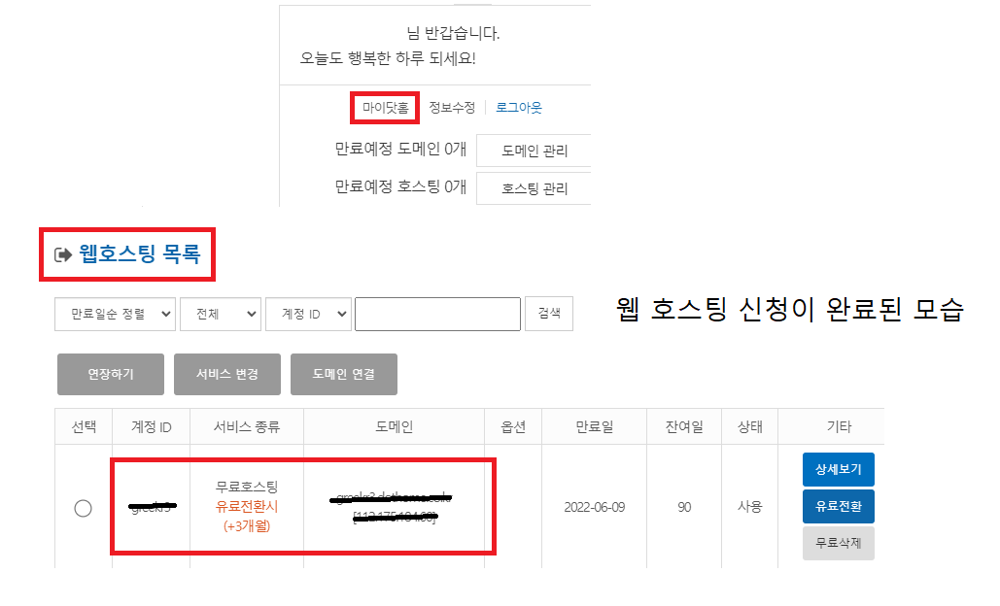 님 반갑습니다.
오늘도 행복한 하루 되세요!
마이닷홈 정보수정 로그아웃
만료예정 도메인 0개 도메인 관리
만료예정 호스팅 0개 호스팅 관리
웹호스팅 목록
만료일순 정렬 전체 계정 ID 검색
웹 호스팅 신청이 완료된 모습
연장하기 서비스 변경 도메인 연결
선택 계정 ID 서비스 종류 도메인 옵션 만료일 잔여일 상태 기타
무료호스팅
유료전환시
(+3개월)
2022-06-09 90 사용
상세보기
유료전환
무료삭제